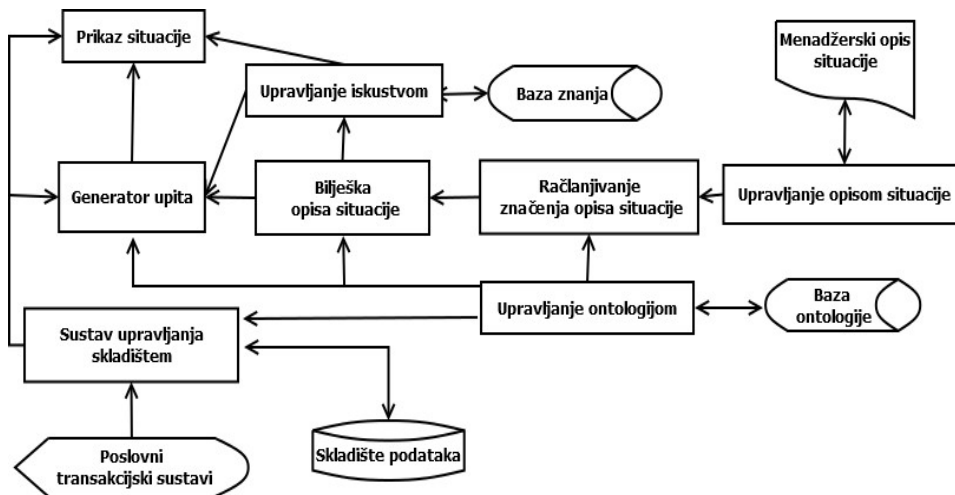 Prikaz situacije
Menadžerski opis
situacije
Upravljanje iskustvom
Baza znanja
Generator upita
Bilješka
opisa situacije
Račlanjivanje
značenja opisa situacije
Upravljanje opisom situacije
Upravljanje ontologijom
Baza
ontologije
Sustav upravljanja
skladištem
Skladište podataka
Poslovni
transakcijski sustavi